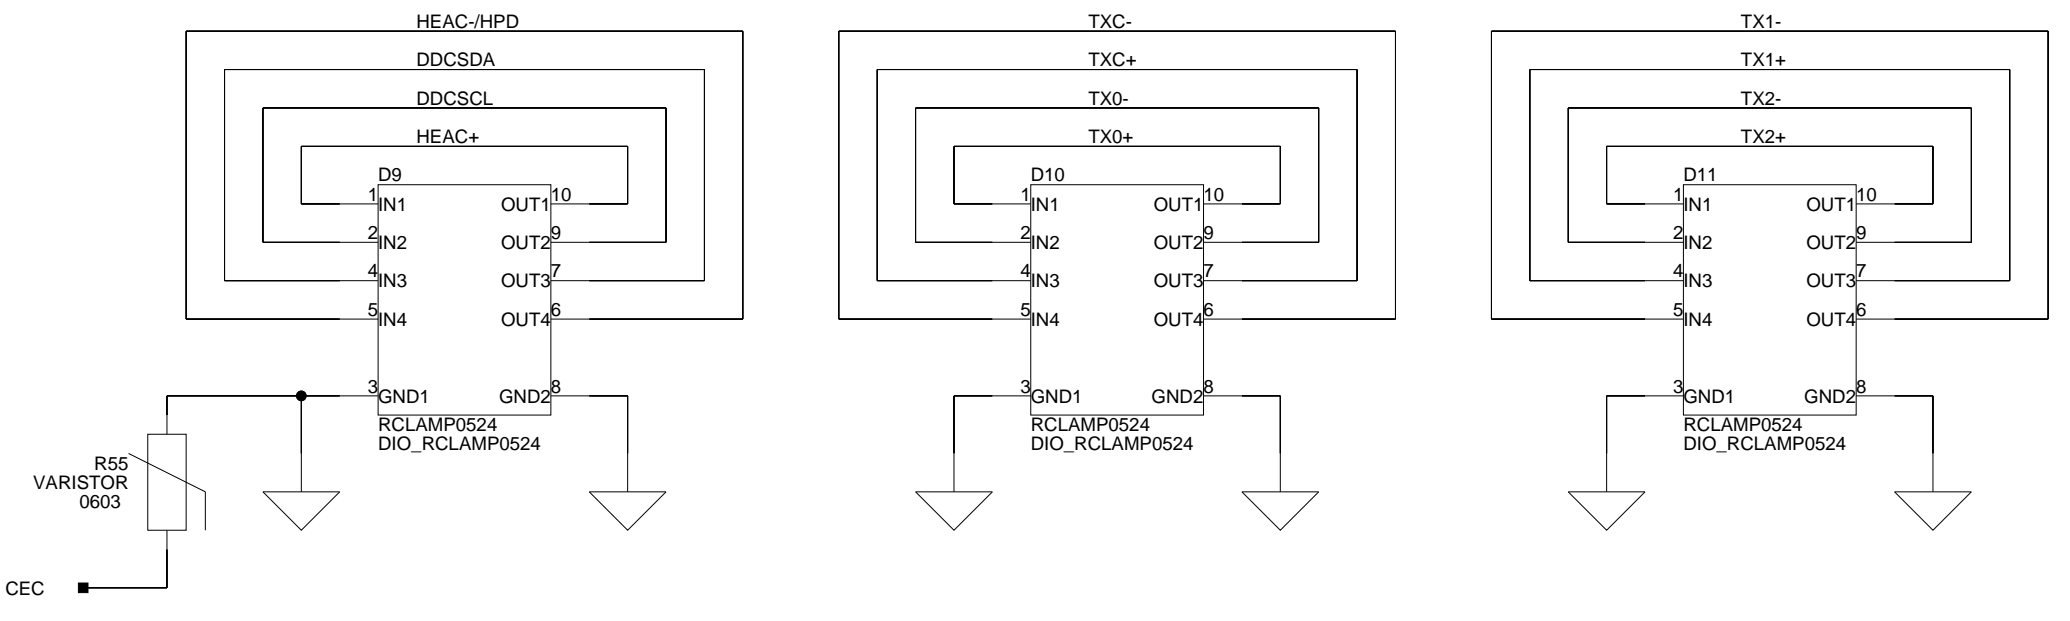 HEAC-/HPD
DDCSDA
DDCSCL
HEAC+
D9
1 IN1 OUT1 10
2 IN2 OUT2 9
4 IN3 OUT3 7
5 IN4 OUT4 6
3 GND1 GND2 8
RCLAMP0524
DIO_RCLAMP0524
R55
VARISTOR
0603
CEC
TXC-
TXC+
TX0-
TX0+
D10
1 IN1 OUT1 10
2 IN2 OUT2 9
4 IN3 OUT3 7
5 IN4 OUT4 6
3 GND1 GND2 8
RCLAMP0524
DIO_RCLAMP0524
TX1-
TX1+
TX2-
TX2+
D11
1 IN1 OUT1 10
2 IN2 OUT2 9
4 IN3 OUT3 7
5 IN4 OUT4 6
3 GND1 GND2 8
RCLAMP0524
DIO_RCLAMP0524